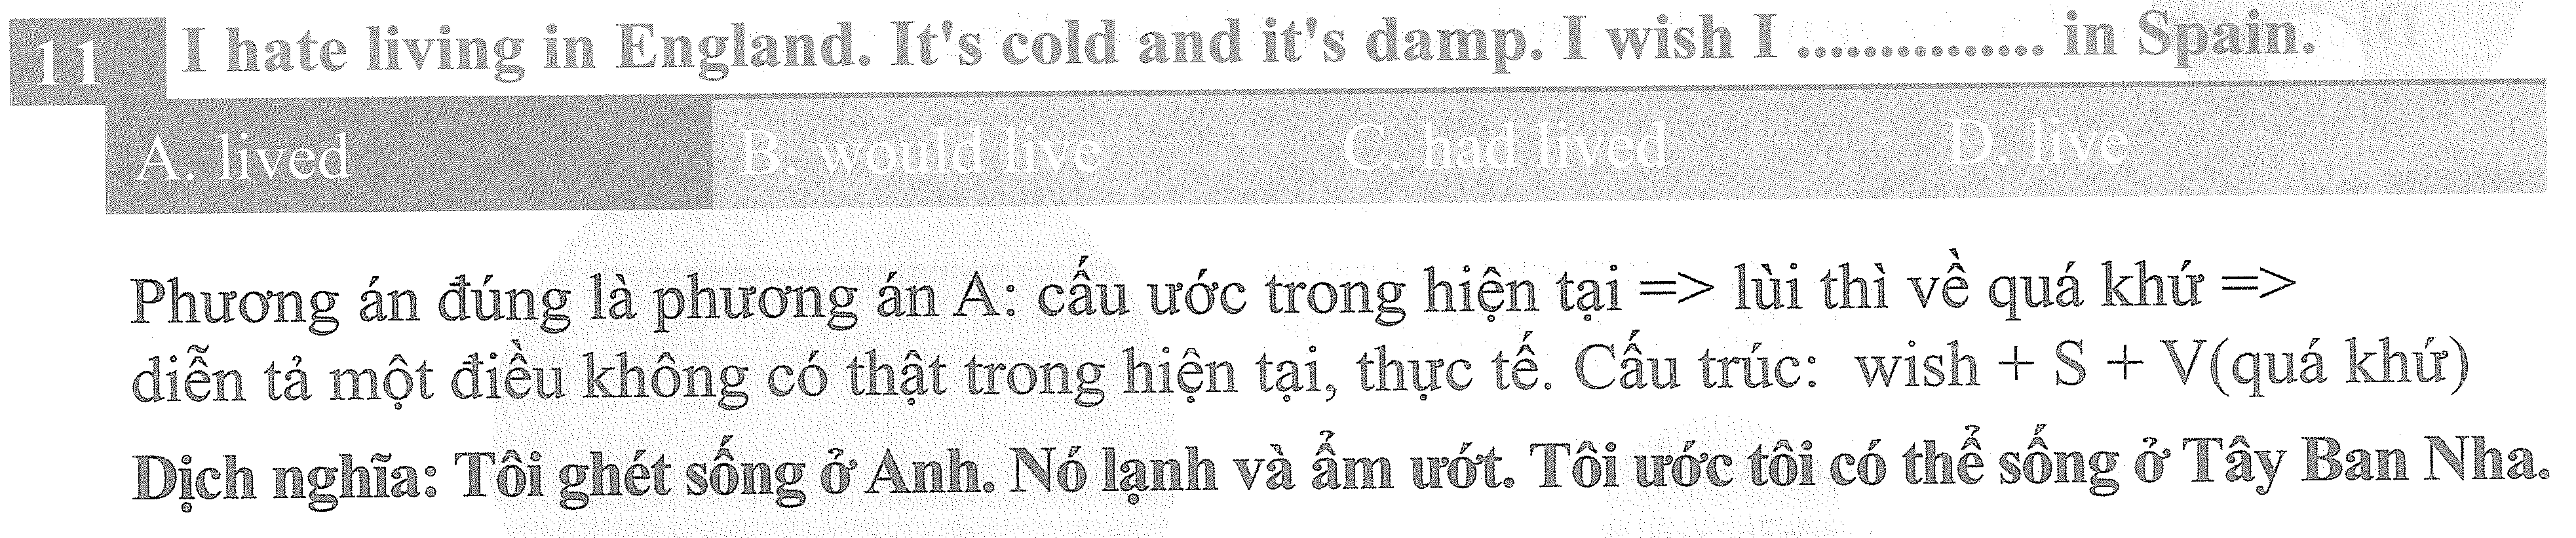 11 I hate living in England. It's cold and it's damp. I wish I .............. in Spain.
A. lived B. would live C. had lived D. live
Phương án đúng là phương án A: cấu ước trong hiện tại => lùi thì về quá khứ =>
diễn tả một điều không có thật trong hiện tại, thực tế. Cấu trúc: wish + S + V(quá khứ)
Dịch nghĩa: Tôi ghét sống ở Anh. Nó lạnh và ẩm ướt. Tôi ước tôi có thể sống ở Tây Ban Nha.